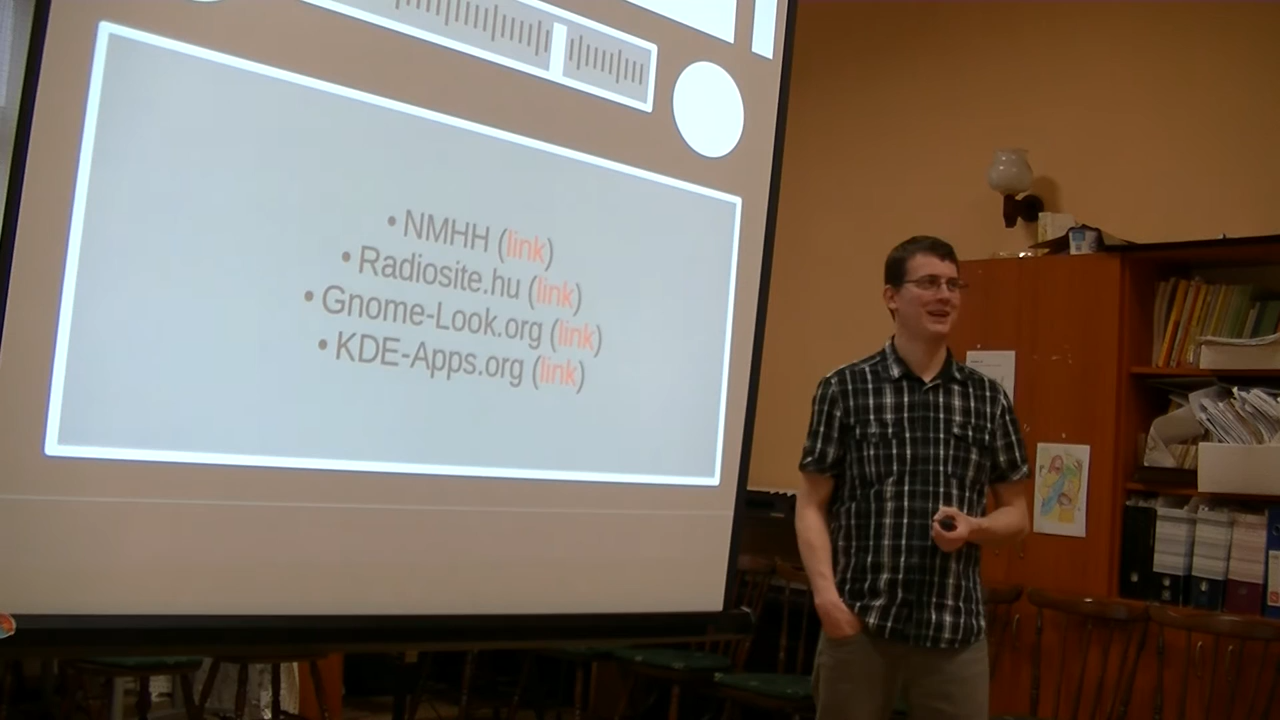 • NMHH (link)
• Radiosite.hu (link)
• Gnome-Look.org (link)
• KDE-Apps.org (link)